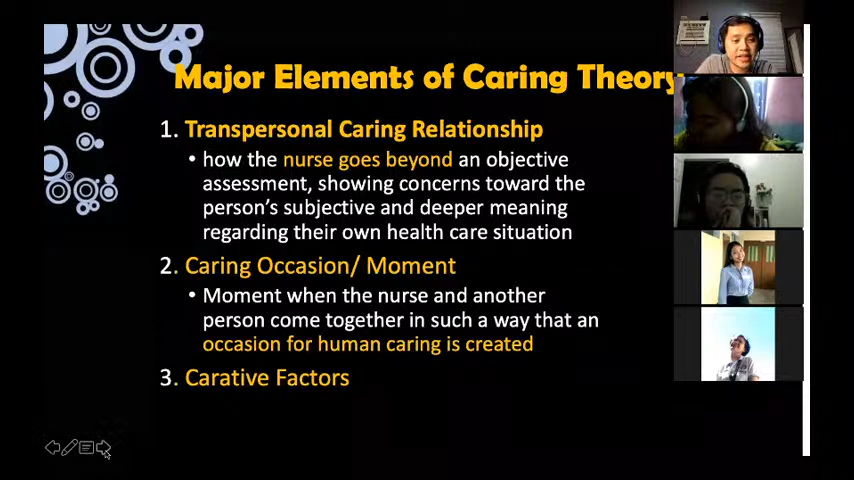 Major Elements of Caring Theory
1. Transpersonal Caring Relationship
• how the nurse goes beyond an objective
assessment, showing concerns toward the
person's subjective and deeper meaning
regarding their own health care situation
2. Caring Occasion/ Moment
• Moment when the nurse and another
person come together in such a way that an
occasion for human caring is created
3. Carative Factors